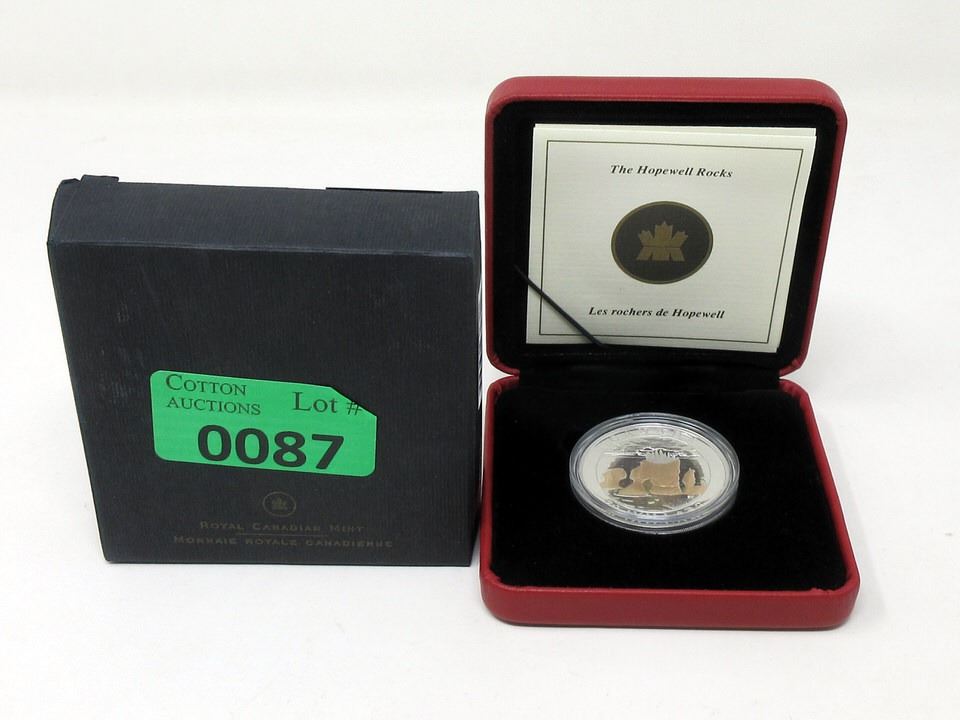 COTTON
AUCTIONS
Lot #
0087
ROYAL CANADIAN MINT
MONNAIE ROYALE CANADIENNE
The Hopewell Rocks
Les rochers de Hopewell